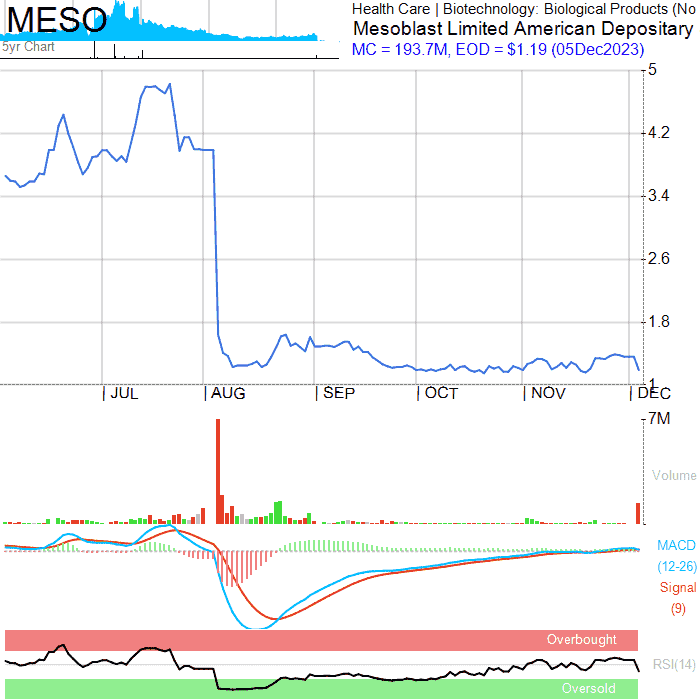 MESO
5yr Chart
Health Care | Biotechnology: Biological Products (No
Mesoblast Limited American Depositary
MC = 193.7M, EOD = $1.19 (05Dec2023)
5
4.2
3.4
2.6
1.8
1
| JUL | AUG | SEP | OCT | NOV | DEC
7M
Volume
MACD
(12-26)
Signal
(9)
Overbought
RSI(14)
Oversold